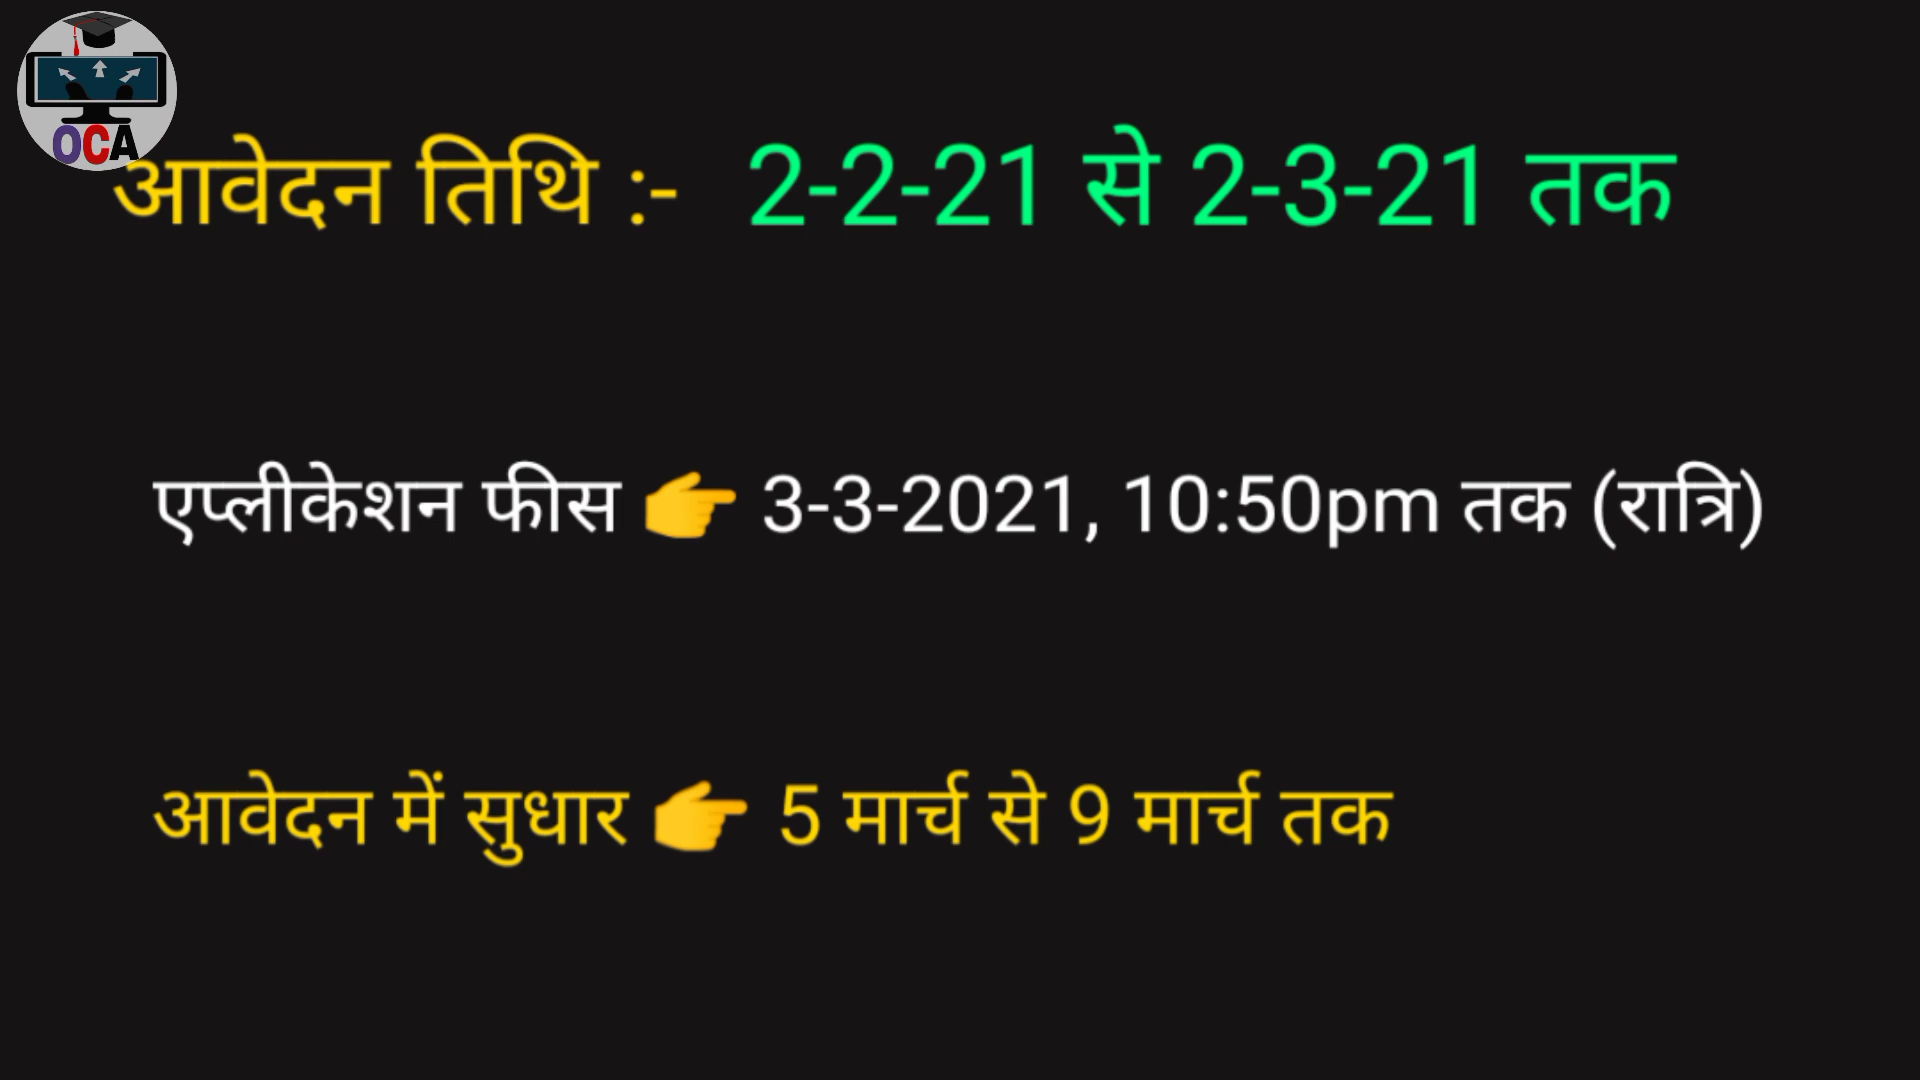 OCA
आवेदन तिथि :- 2-2-21 से 2-3-21 तक
एप्लीकेशन फीस 👉 3-3-2021, 10:50pm तक (रात्रि)
आवेदन में सुधार 👉 5 मार्च से 9 मार्च तक